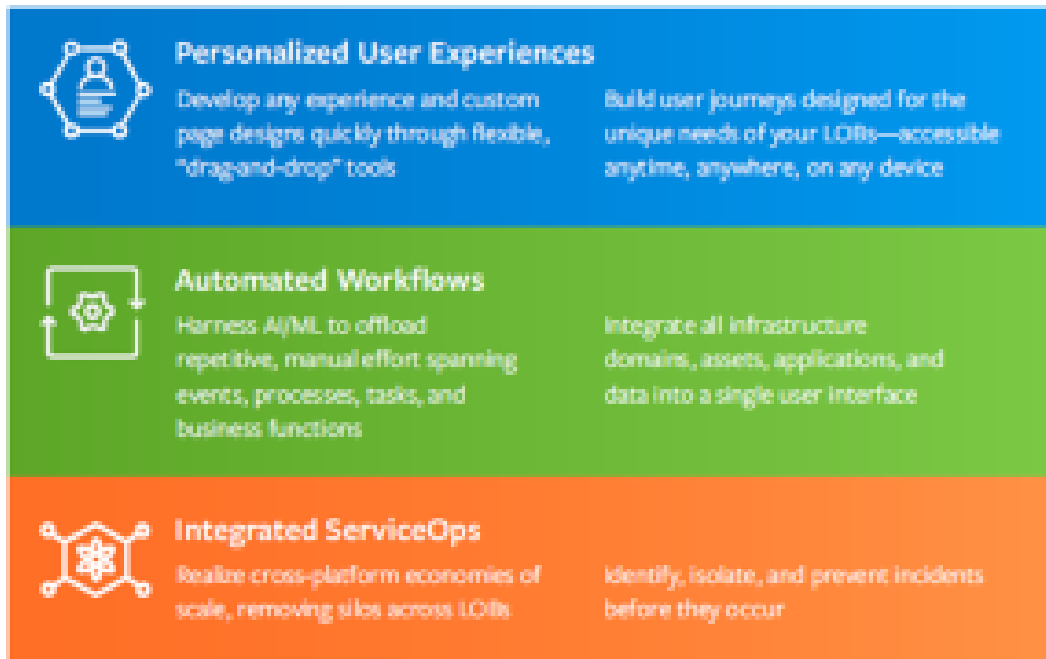 Personalized User Experiences
Develop any experience and custom
page designs quickly through flexible,
"drag-and-drop" tools
Build user journeys designed for the
unique needs of your LOBs—accessible
anytime, anywhere, on any device
Automated Workflows
Harness AI/ML to offload
repetitive, manual effort spanning
events, processes, tasks, and
business functions
Integrate all infrastructure
domains, assets, applications, and
data into a single user interface
Integrated ServiceOps
Realize cross-platform economies of
scale, removing silos across LOBs
Identify, isolate, and prevent incidents
before they occur